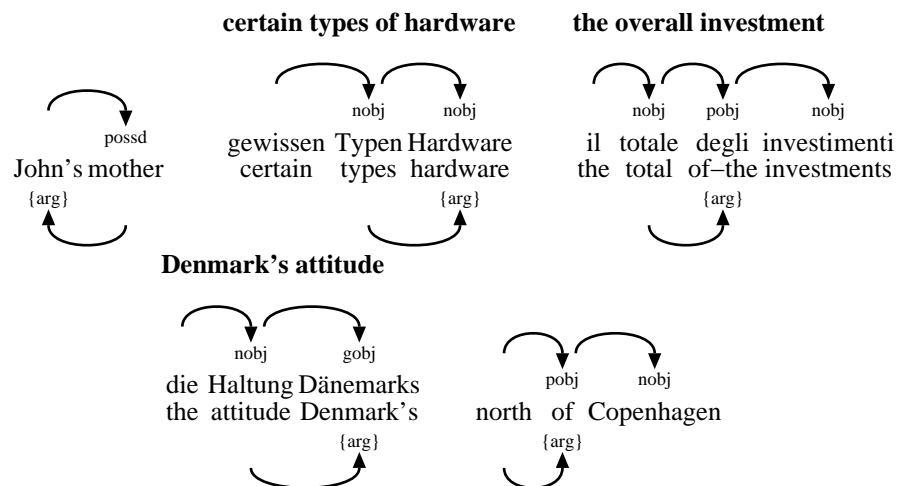 certain types of hardware
the overall investment
possd
John's mother
{arg}
nobj nobj
gewissen Typen Hardware
certain types hardware
{arg}
nobj pobj nobj
il totale degli investimenti
the total of–the investments
{arg}
Denmark's attitude
nobj gobj
die Haltung Dänemarks
the attitude Denmark's
{arg}
pobj nobj
north of Copenhagen
{arg}